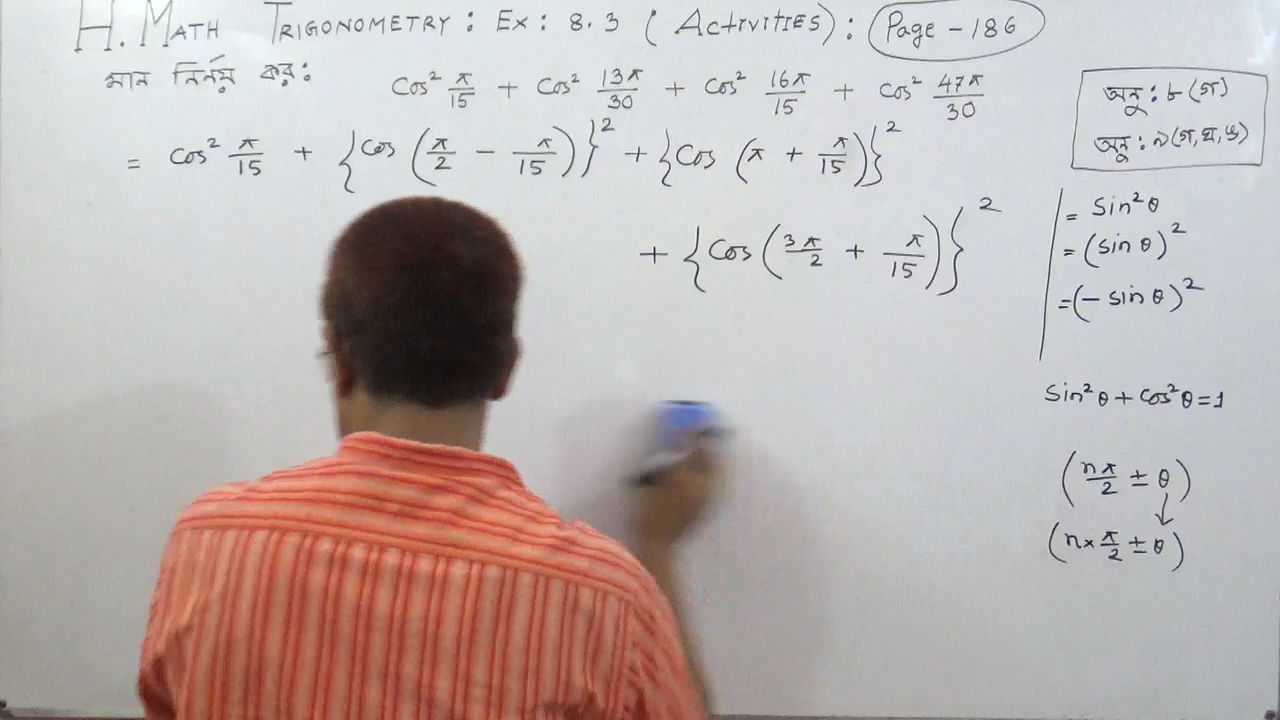 H. MATH TRIGONOMETRY : Ex : 8.3 ( Activities ) : Page - 186
মান নির্নয় কর : cos² π/15 + cos² 13π/30 + cos² 16π/15 + cos² 47π/30
= cos² π/15 + {cos (π/2 - π/15)}² + {cos (π + π/15)}²
+ {cos (3π/2 + π/15)}²
অনু : ৮ (গ)
অনু : ৯ (গ, ঘ, ঙ)
= sin²θ
= (sin θ)²
= (- sin θ)²
sin²θ + cos²θ = 1
(nπ/2 ± θ)
↓
(n × π/2 ± θ)